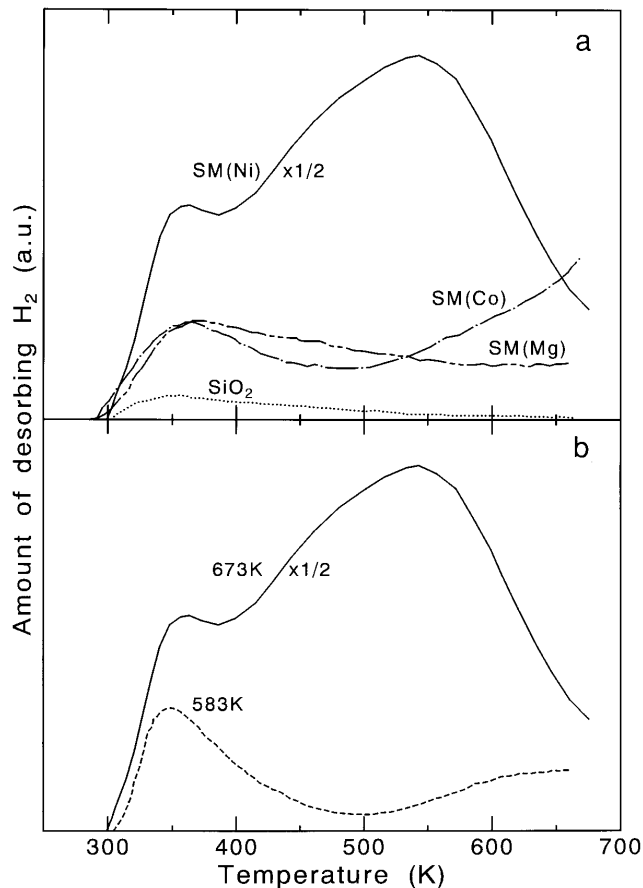 a
SM(Ni) x1/2
SM(Co)
SM(Mg)
SiO2
b
673K x1/2
583K
300 400 500 600 700
Temperature (K)
Amount of desorbing H2 (a.u.)